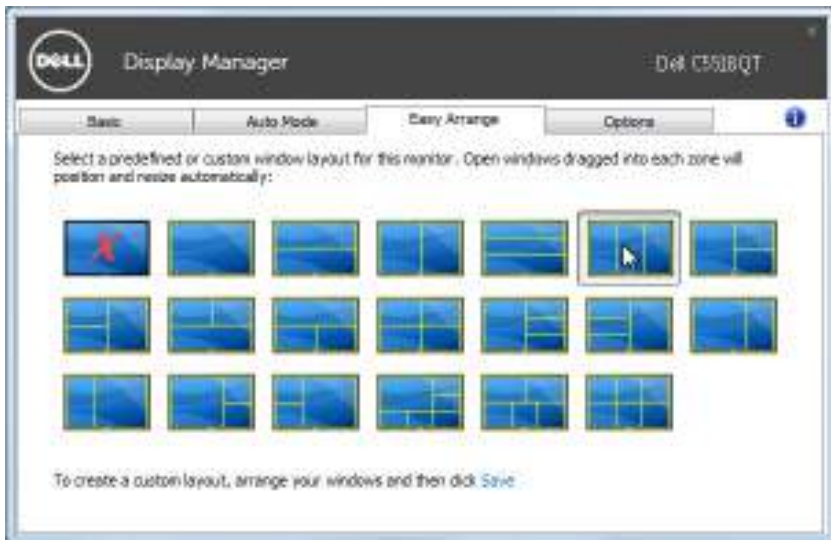 DELL
Display Manager
Dell C5518QT
Basic
Auto Mode
Easy Arrange
Options
Select a predefined or custom window layout for this monitor. Open windows dragged into each zone will
position and resize automatically:
To create a custom layout, arrange your windows and then click Save